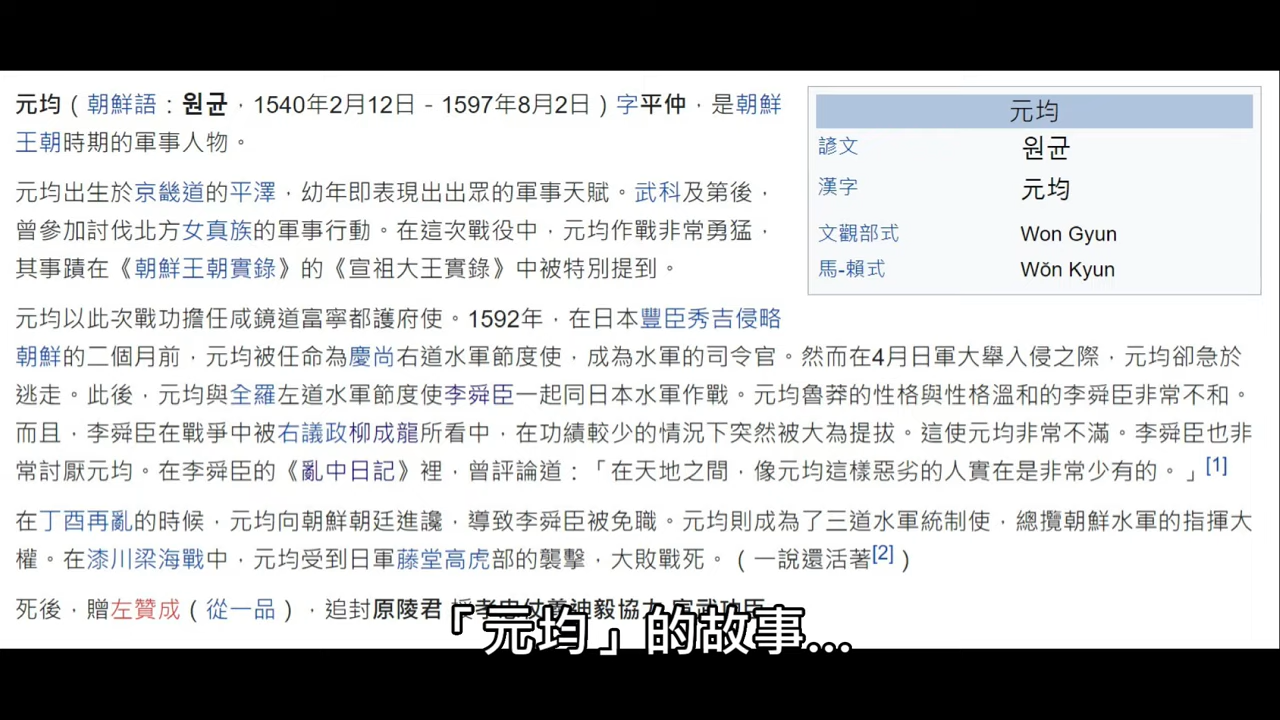 元均（朝鮮語：원균，1540年2月12日－1597年8月2日）字平仲，是朝鮮
王朝時期的軍事人物。
元均出生於京畿道的平澤，幼年即表現出出眾的軍事天賦。武科及第後，
曾參加討伐北方女真族的軍事行動。在這次戰役中，元均作戰非常勇猛，
其事蹟在《朝鮮王朝實錄》的《宣祖大王實錄》中被特別提到。
元均以此次戰功擔任咸鏡道富寧都護府使。1592年，在日本豐臣秀吉侵略
朝鮮的二個月前，元均被任命為慶尚右道水軍節度使，成為水軍的司令官。然而在4月日軍大舉入侵之際，元均卻急於
逃走。此後，元均與全羅左道水軍節度使李舜臣一起同日本水軍作戰。元均魯莽的性格與性格溫和的李舜臣非常不和。
而且，李舜臣在戰爭中被右議政柳成龍所看中，在功績較少的情況下突然被大為提拔。這使元均非常不滿。李舜臣也非
常討厭元均。在李舜臣的《亂中日記》裡，曾評論道：「在天地之間，像元均這樣惡劣的人實在是非常少有的。」[1]
在丁酉再亂的時候，元均向朝鮮朝廷進讒，導致李舜臣被免職。元均則成為了三道水軍統制使，總攬朝鮮水軍的指揮大
權。在漆川梁海戰中，元均受到日軍藤堂高虎部的襲擊，大敗戰死。（一說還活著[2]）
死後，贈左贊成（從一品），追封原陵君
元均
諺文 원균
漢字 元均
文觀部式 Won Gyun
馬-賴式 Wŏn Kyun
「元均」的故事...